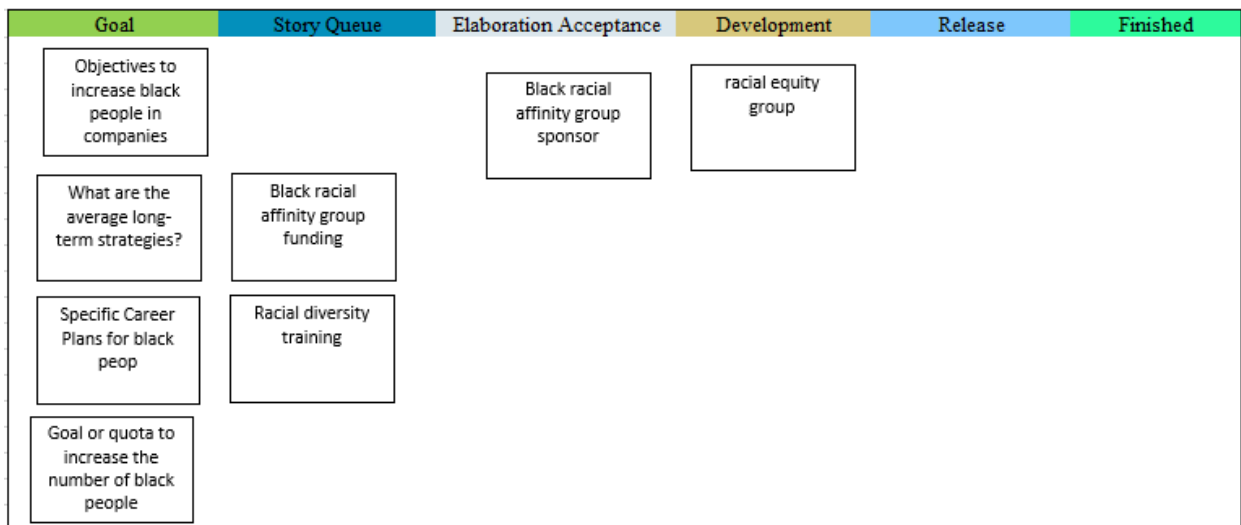 Goal
Story Queue
Elaboration Acceptance
Development
Release
Finished
Objectives to
increase black
people in
companies
Black racial
affinity group
sponsor
racial equity
group
What are the
average long-
term strategies?
Black racial
affinity group
funding
Specific Career
Plans for black
peop
Racial diversity
training
Goal or quota to
increase the
number of black
people